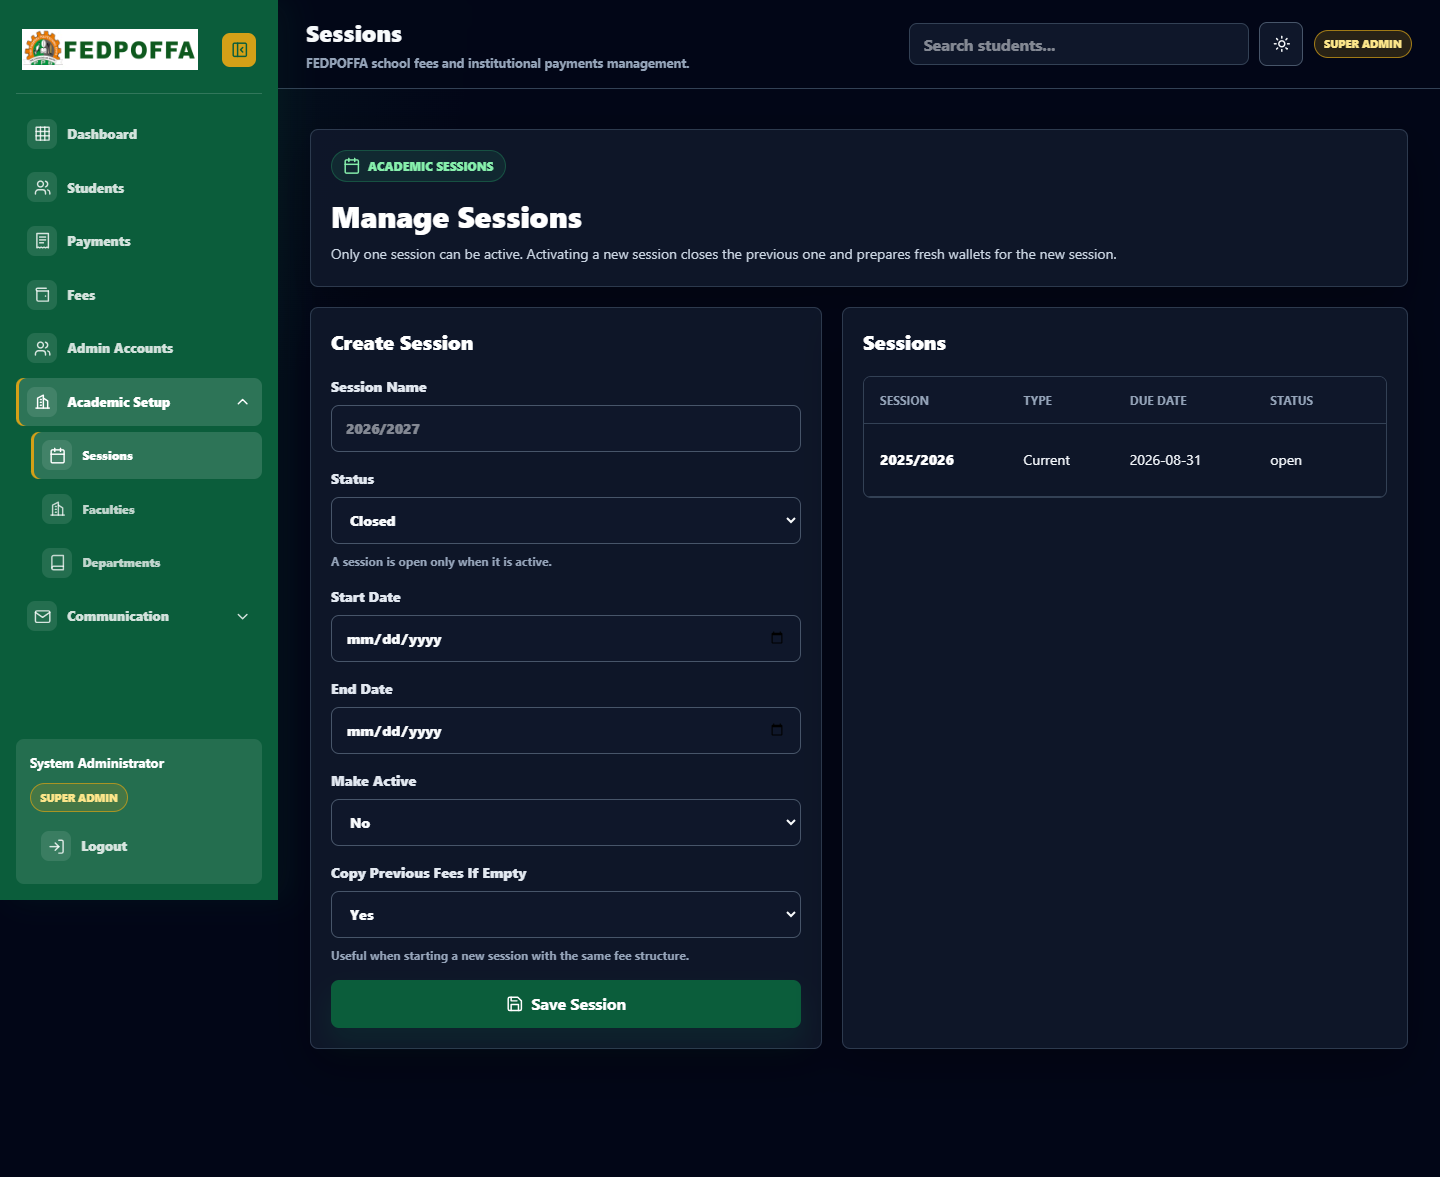 FEDPOFFA
Dashboard
Students
Payments
Fees
Admin Accounts
Academic Setup
Sessions
Faculties
Departments
Communication
System Administrator
SUPER ADMIN
Logout
Sessions
FEDPOFFA school fees and institutional payments management.
Search students...
SUPER ADMIN
ACADEMIC SESSIONS
Manage Sessions
Only one session can be active. Activating a new session closes the previous one and prepares fresh wallets for the new session.
Create Session
Session Name
2026/2027
Status
Closed
A session is open only when it is active.
Start Date
mm/dd/yyyy
End Date
mm/dd/yyyy
Make Active
No
Copy Previous Fees If Empty
Yes
Useful when starting a new session with the same fee structure.
Save Session
Sessions
SESSION TYPE DUE DATE STATUS
2025/2026 Current 2026-08-31 open